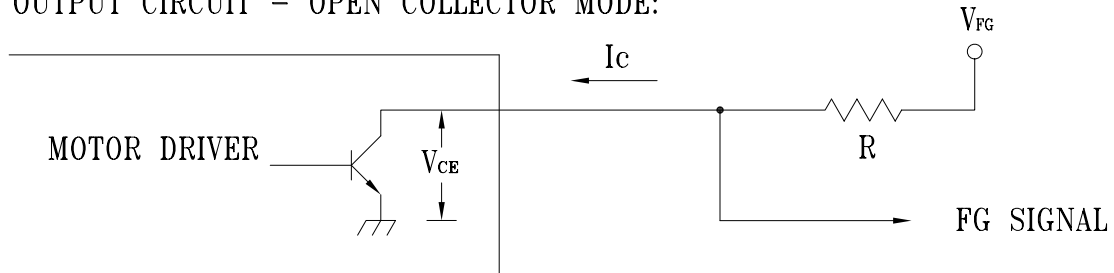 OUTPUT CIRCUIT - OPEN COLLECTOR MODE:
VFG
Ic
MOTOR DRIVER
VCE
R
FG SIGNAL